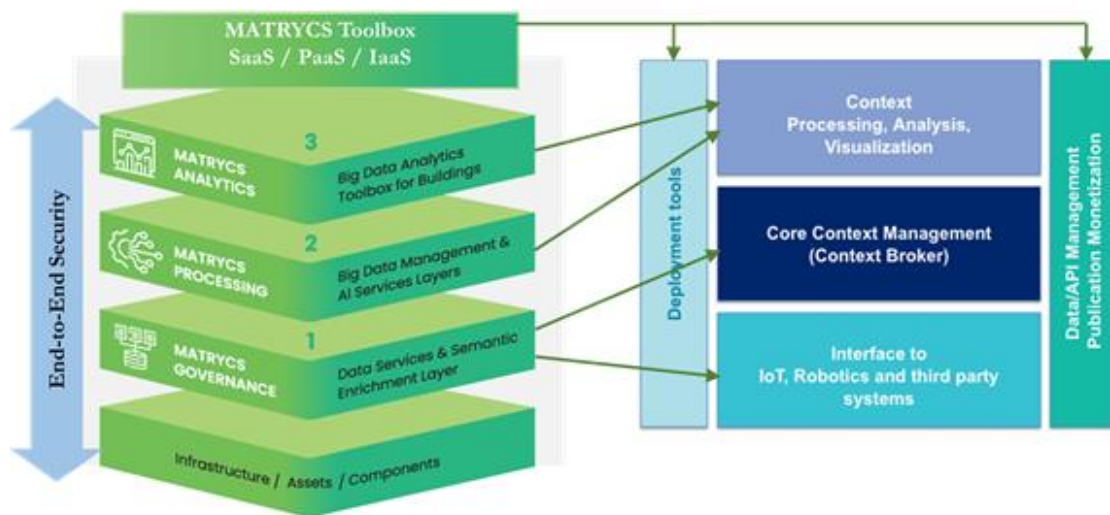 MATRYCS Toolbox
SaaS / PaaS / IaaS
End-to-End Security
3
MATRYCS
ANALYTICS
Big Data Analytics
Toolbox for Buildings
2
MATRYCS
PROCESSING
Big Data Management &
AI Services Layers
1
MATRYCS
GOVERNANCE
Data Services & Semantic
Enrichment Layer
Infrastructure / Assets / Components
Deployment tools
Context
Processing, Analysis,
Visualization
Core Context Management
(Context Broker)
Interface to
IoT, Robotics and third party
systems
Data/API Management
Publication Monetization